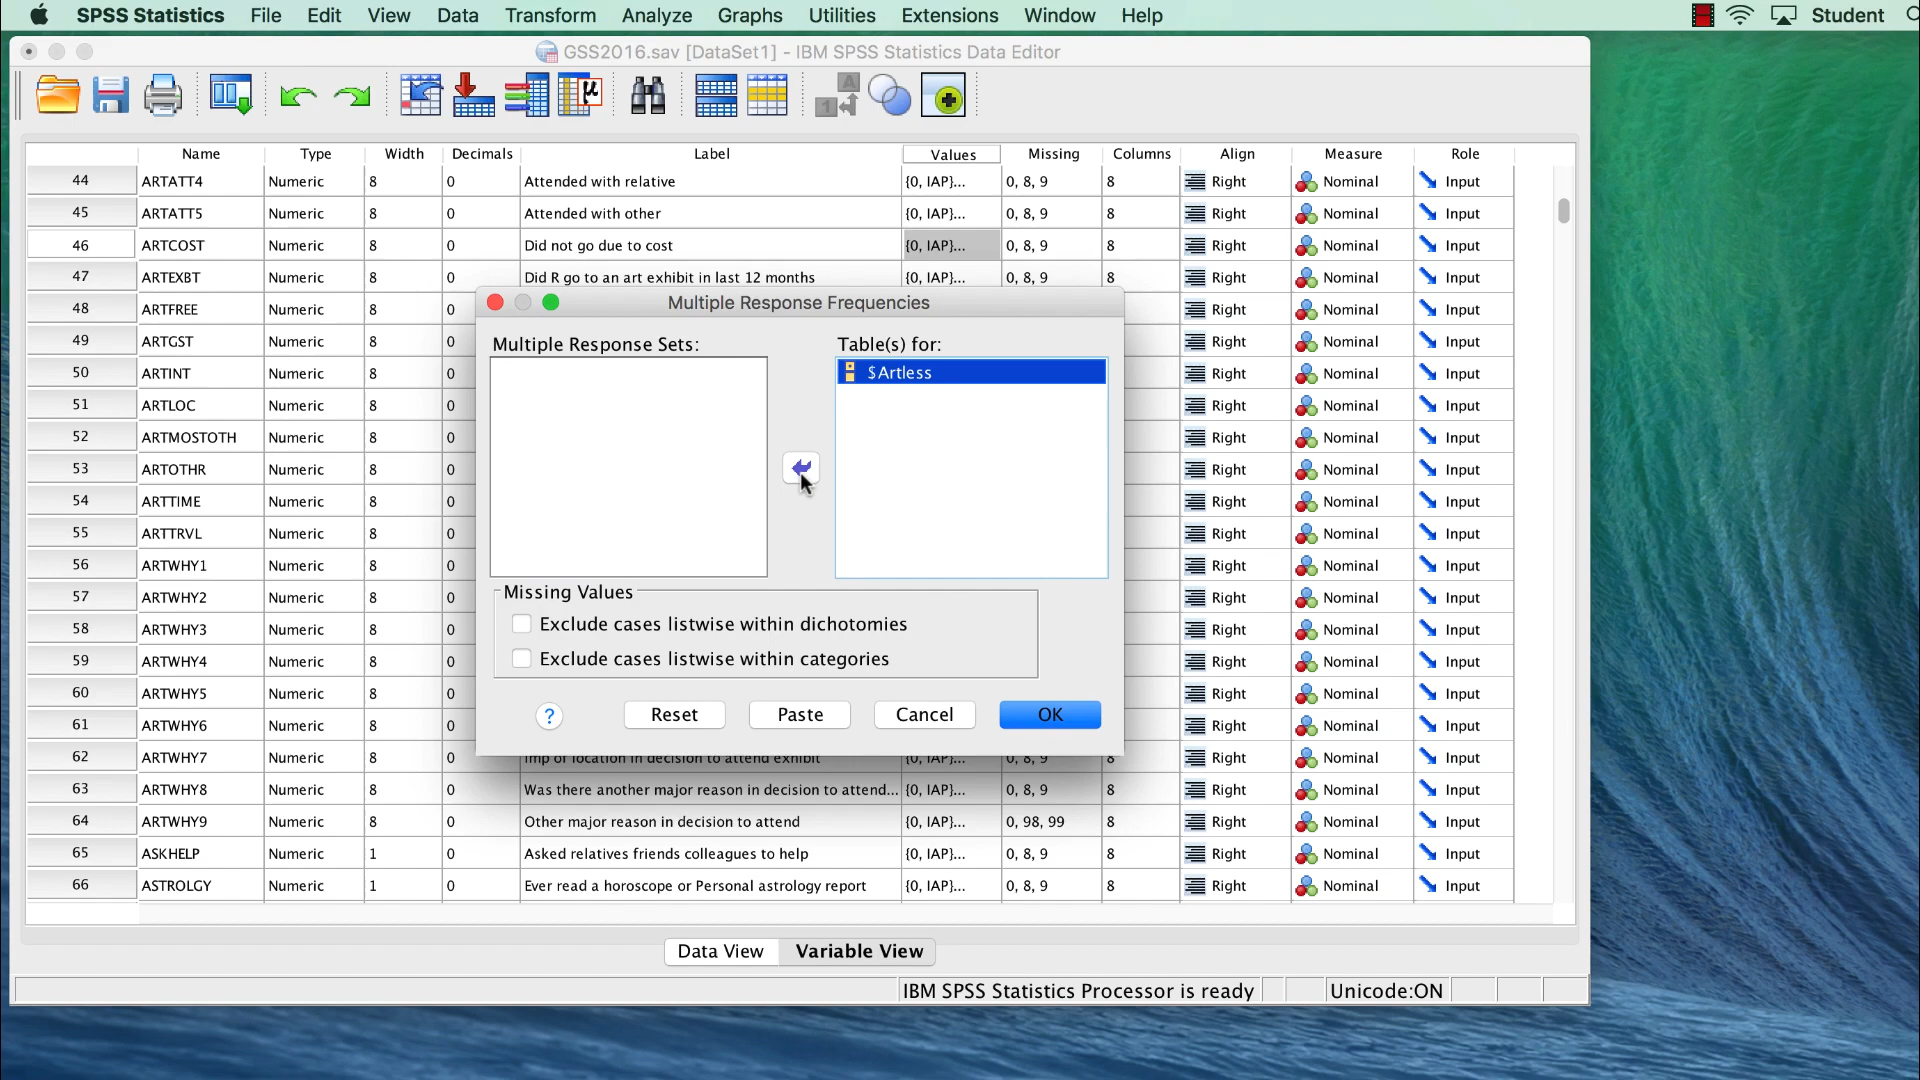 SPSS Statistics File Edit View Data Transform Analyze Graphs Utilities Extensions Window Help Student
GSS2016.sav [DataSet1] - IBM SPSS Statistics Data Editor
Name Type Width Decimals Label Values Missing Columns Align Measure Role
44 ARTATT4 Numeric 8 0 Attended with relative {0, IAP}... 0, 8, 9 8 Right Nominal Input
45 ARTATT5 Numeric 8 0 Attended with other {0, IAP}... 0, 8, 9 8 Right Nominal Input
46 ARTCOST Numeric 8 0 Did not go due to cost {0, IAP}... 0, 8, 9 8 Right Nominal Input
47 ARTEXBT Numeric 8 0 Did R go to an art exhibit in last 12 months {0, IAP}... 0, 8, 9 8 Right Nominal Input
48 ARTFREE Numeric 8 Right Nominal Input
49 ARTGST Numeric 8 Right Nominal Input
50 ARTINT Numeric 8 Right Nominal Input
51 ARTLOC Numeric 8 Right Nominal Input
52 ARTMOSTOTH Numeric 8 Right Nominal Input
53 ARTOTHR Numeric 8 Right Nominal Input
54 ARTTIME Numeric 8 Right Nominal Input
55 ARTTRVL Numeric 8 Right Nominal Input
56 ARTWHY1 Numeric 8 Right Nominal Input
57 ARTWHY2 Numeric 8 Right Nominal Input
58 ARTWHY3 Numeric 8 Right Nominal Input
59 ARTWHY4 Numeric 8 Right Nominal Input
60 ARTWHY5 Numeric 8 Right Nominal Input
61 ARTWHY6 Numeric 8 Right Nominal Input
62 ARTWHY7 Numeric 8 0 Imp of location in decision to attend exhibit {0, IAP}... 0, 8, 9 8 Right Nominal Input
63 ARTWHY8 Numeric 8 0 Was there another major reason in decision to attend... {0, IAP}... 0, 8, 9 8 Right Nominal Input
64 ARTWHY9 Numeric 8 0 Other major reason in decision to attend {0, IAP}... 0, 98, 99 8 Right Nominal Input
65 ASKHELP Numeric 1 0 Asked relatives friends colleagues to help {0, IAP}... 0, 8, 9 8 Right Nominal Input
66 ASTROLGY Numeric 1 0 Ever read a horoscope or Personal astrology report {0, IAP}... 0, 8, 9 8 Right Nominal Input
Multiple Response Frequencies
Multiple Response Sets: Table(s) for:
$Artless
Missing Values
Exclude cases listwise within dichotomies
Exclude cases listwise within categories
? Reset Paste Cancel OK
Data View Variable View
IBM SPSS Statistics Processor is ready Unicode:ON